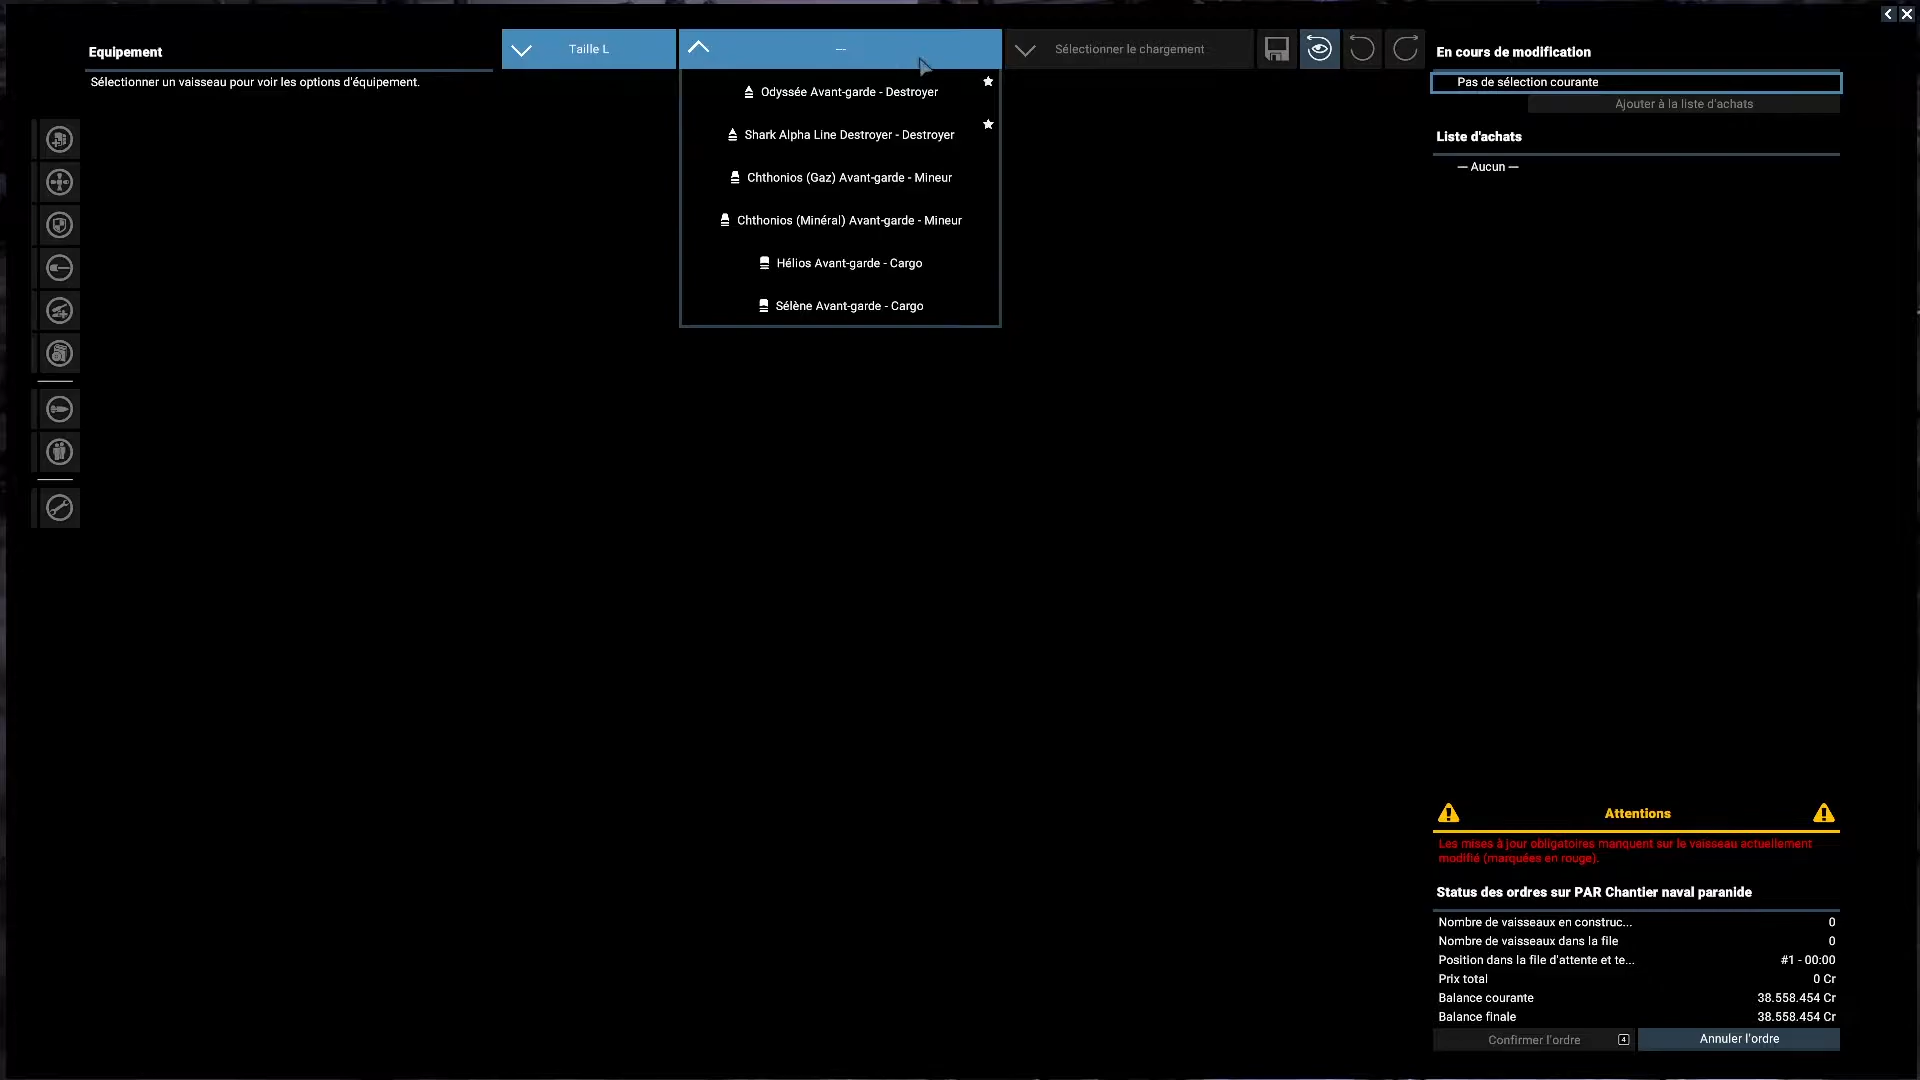 Equipement
Sélectionner un vaisseau pour voir les options d'équipement.
Taille L
---
Sélectionner le chargement
Odyssée Avant-garde - Destroyer
Shark Alpha Line Destroyer - Destroyer
Chthonios (Gaz) Avant-garde - Mineur
Chthonios (Minéral) Avant-garde - Mineur
Hélios Avant-garde - Cargo
Sélène Avant-garde - Cargo
En cours de modification
Pas de sélection courante
Ajouter à la liste d'achats
Liste d'achats
— Aucun —
Attentions
Les mises à jour obligatoires manquent sur le vaisseau actuellement
modifié (marquées en rouge).
Status des ordres sur PAR Chantier naval paranide
Nombre de vaisseaux en construc... 0
Nombre de vaisseaux dans la file 0
Position dans la file d'attente et te... #1 - 00:00
Prix total 0 Cr
Balance courante 38.558.454 Cr
Balance finale 38.558.454 Cr
Confirmer l'ordre 4
Annuler l'ordre